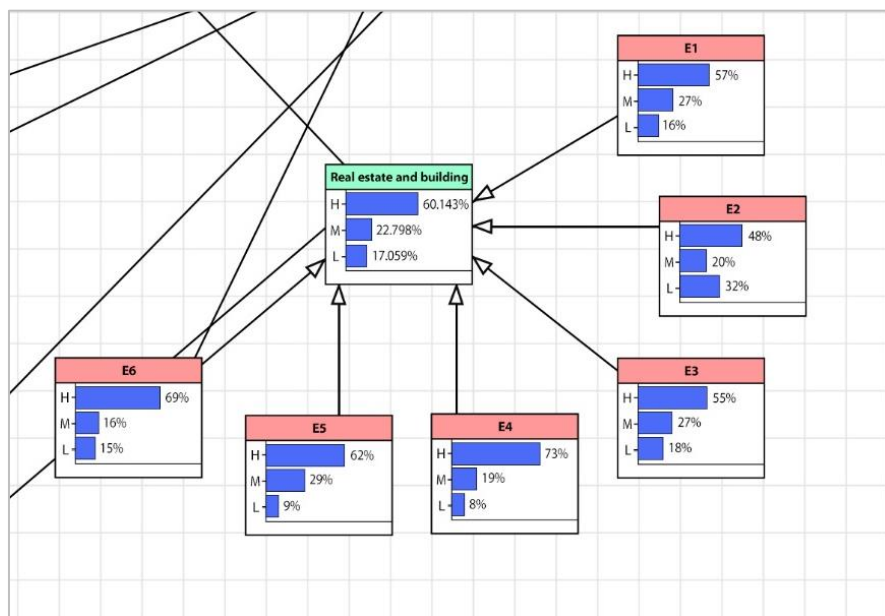 E1
H 57%
M 27%
L 16%
Real estate and building
H 60.143%
M 22.798%
L 17.059%
E2
H 48%
M 20%
L 32%
E6
H 69%
M 16%
L 15%
E5
H 62%
M 29%
L 9%
E4
H 73%
M 19%
L 8%
E3
H 55%
M 27%
L 18%